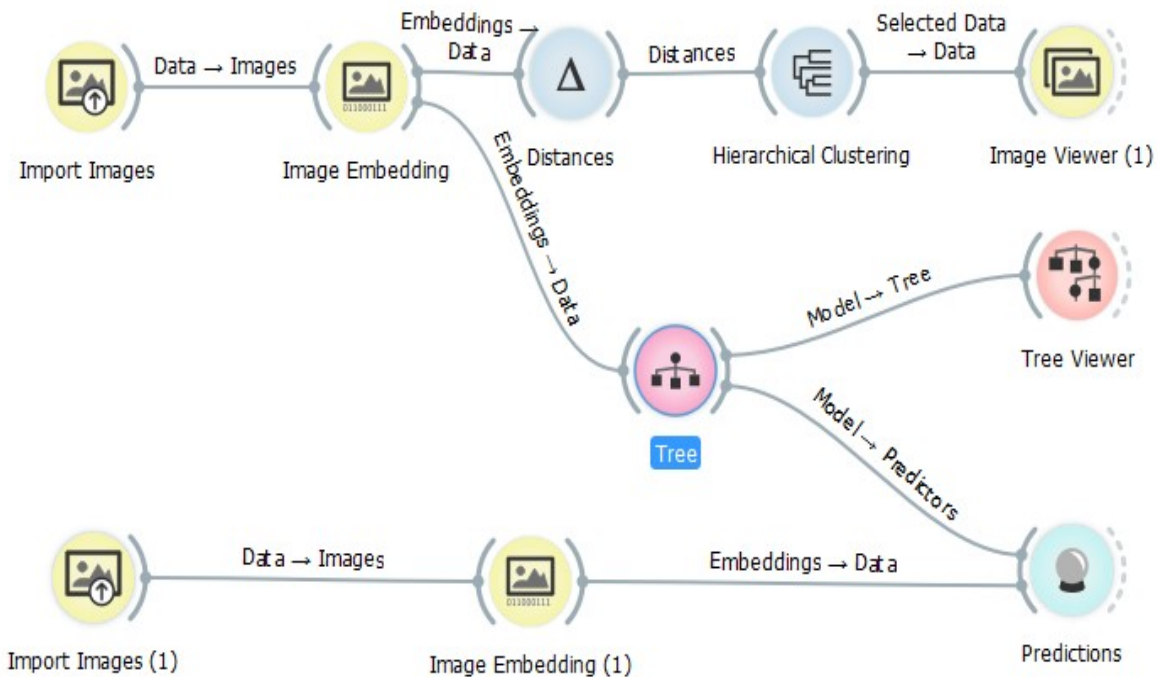 Data → Images
Embeddings →
Data
Distances
Selected Data
→ Data
Import Images
011000111
Image Embedding
Distances
Hierarchical Clustering
Image Viewer (1)
Embeddings → Data
Model → Tree
Tree Viewer
Tree
Model → Predictors
Data → Images
Embeddings → Data
011000111
Import Images (1)
Image Embedding (1)
Predictions